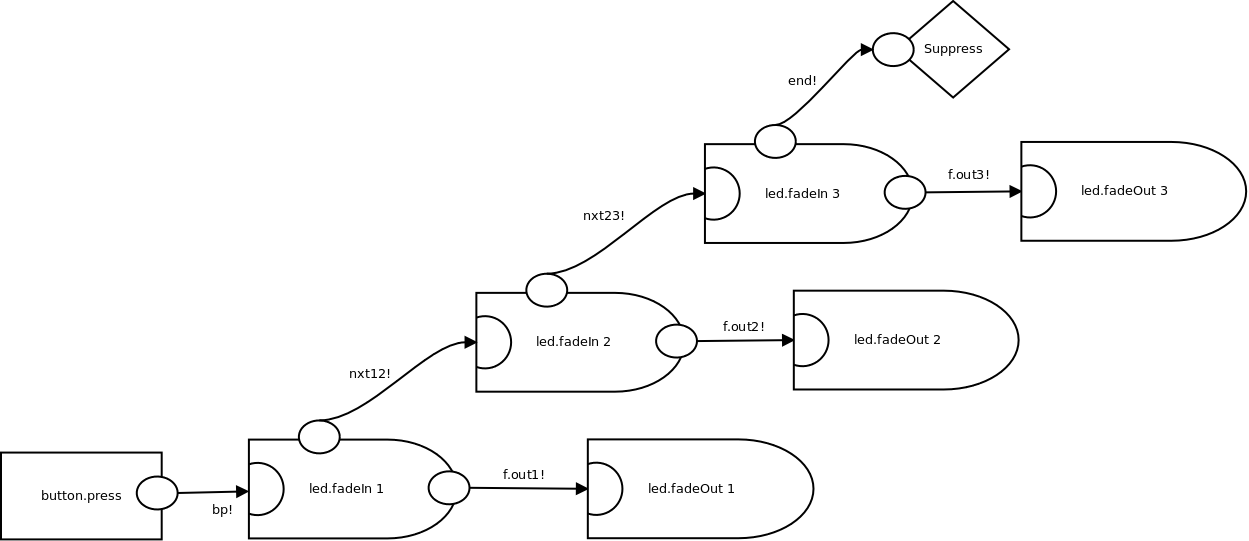 Suppress
end!
led.fadeIn 3
f.out3!
led.fadeOut 3
nxt23!
led.fadeIn 2
f.out2!
led.fadeOut 2
nxt12!
button.press
bp!
led.fadeIn 1
f.out1!
led.fadeOut 1